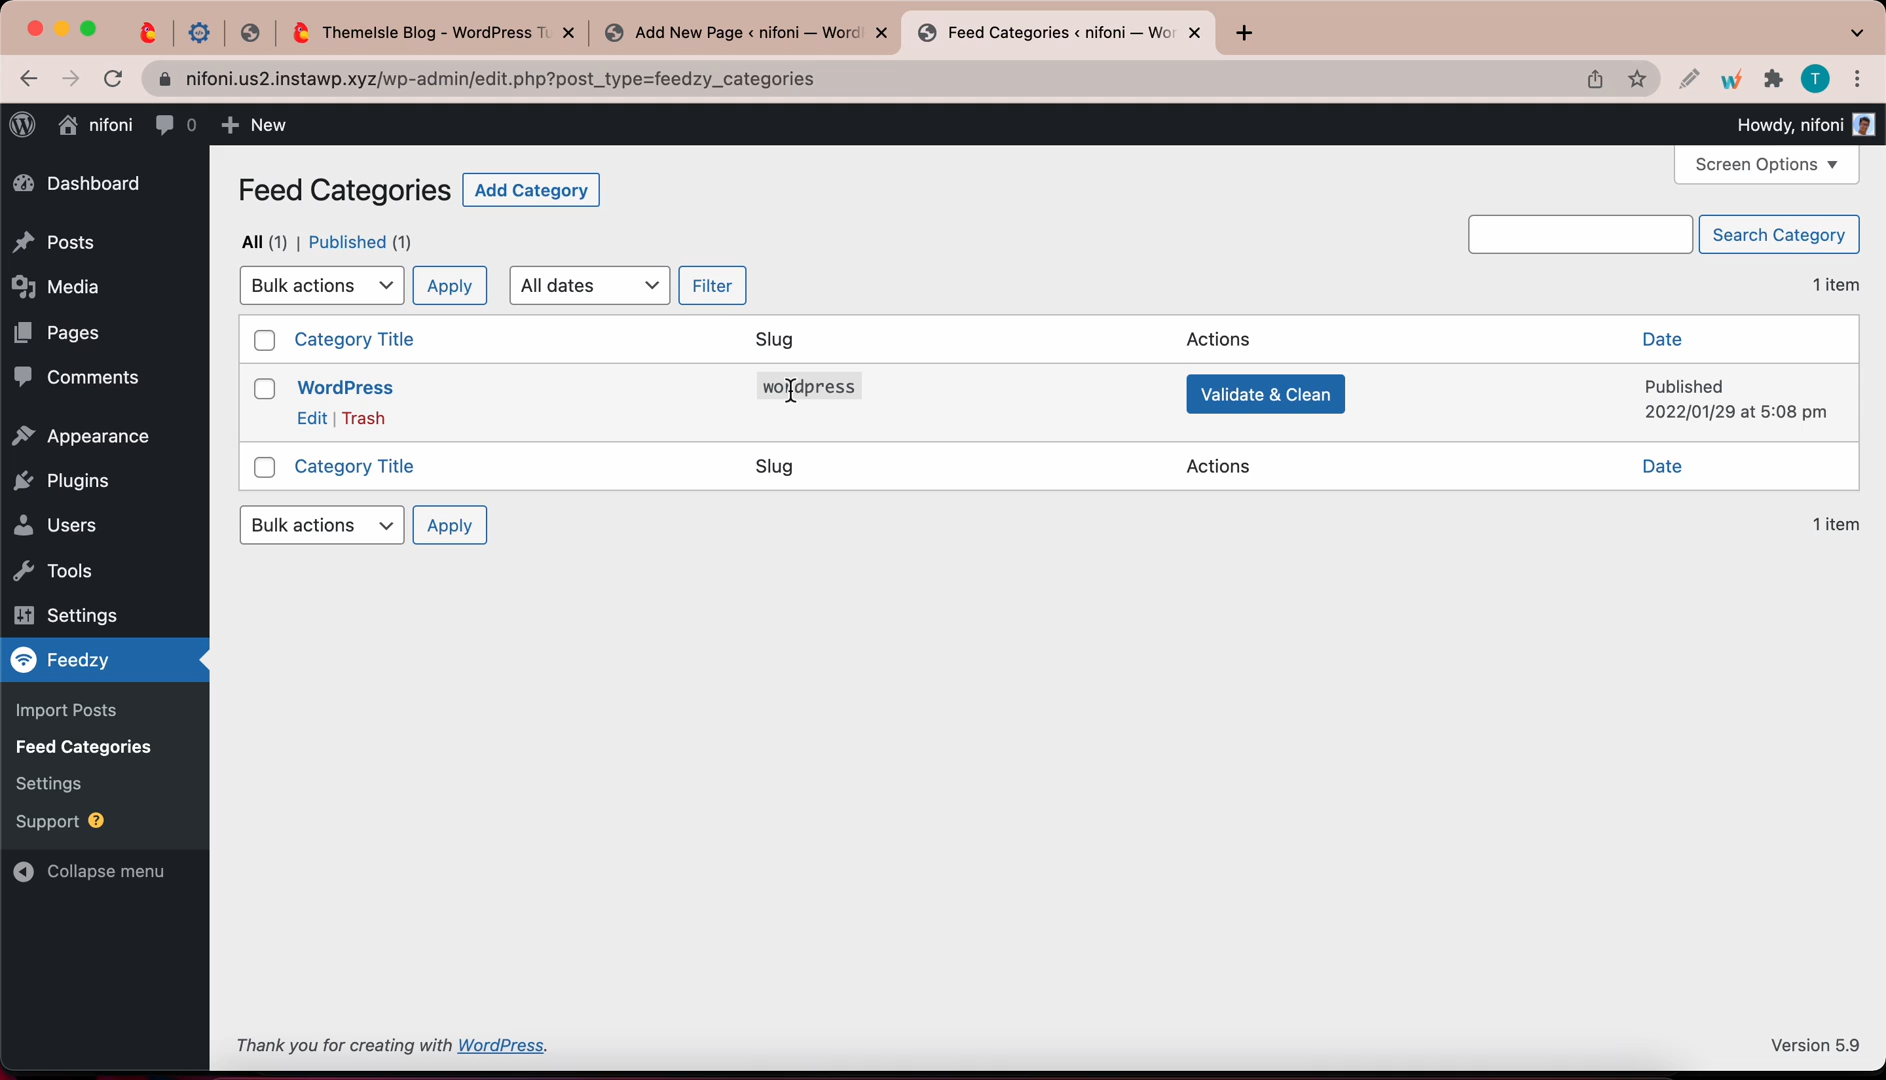 ThemeIsle Blog - WordPress Tu
Add New Page ‹ nifoni — Word
Feed Categories ‹ nifoni — Wor
nifoni.us2.instawp.xyz/wp-admin/edit.php?post_type=feedzy_categories
T
nifoni
0
New
Howdy, nifoni
Dashboard
Posts
Media
Pages
Comments
Appearance
Plugins
Users
Tools
Settings
Feedzy
Import Posts
Feed Categories
Settings
Support ?
Collapse menu
Screen Options ▼
Feed Categories Add Category
All (1) | Published (1)
Search Category
Bulk actions Apply All dates Filter 1 item
Category Title Slug Actions Date
WordPress wordpress Validate & Clean Published
Edit | Trash 2022/01/29 at 5:08 pm
Category Title Slug Actions Date
Bulk actions Apply 1 item
Thank you for creating with WordPress. Version 5.9